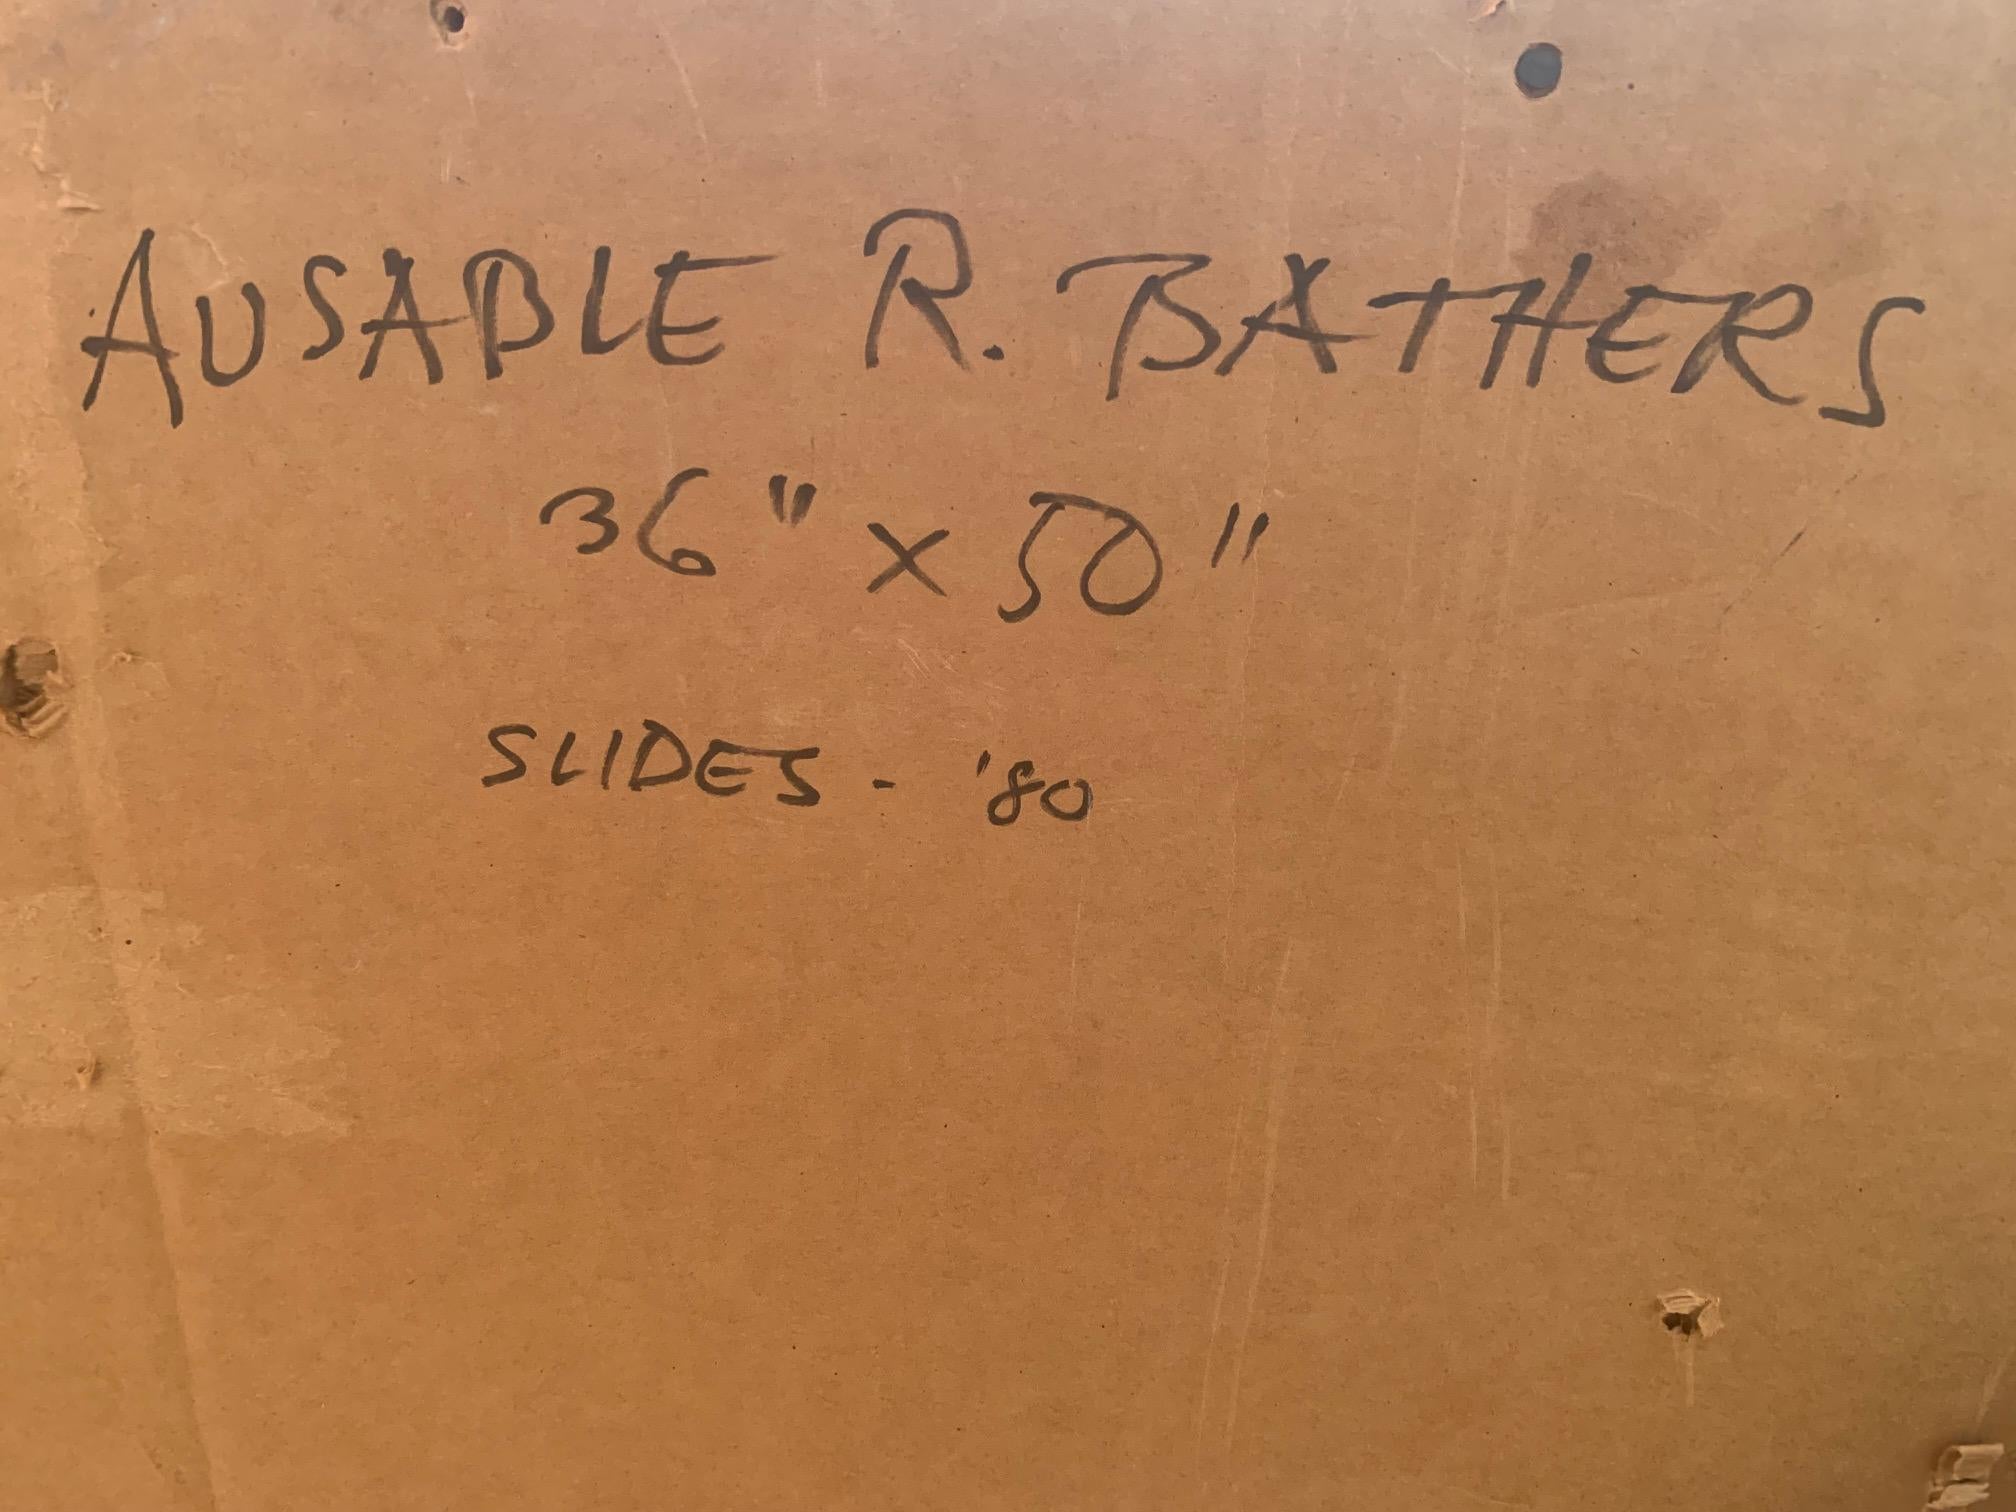 AUSABLE R. BATHERS
36" x 50"
SLIDES - '80